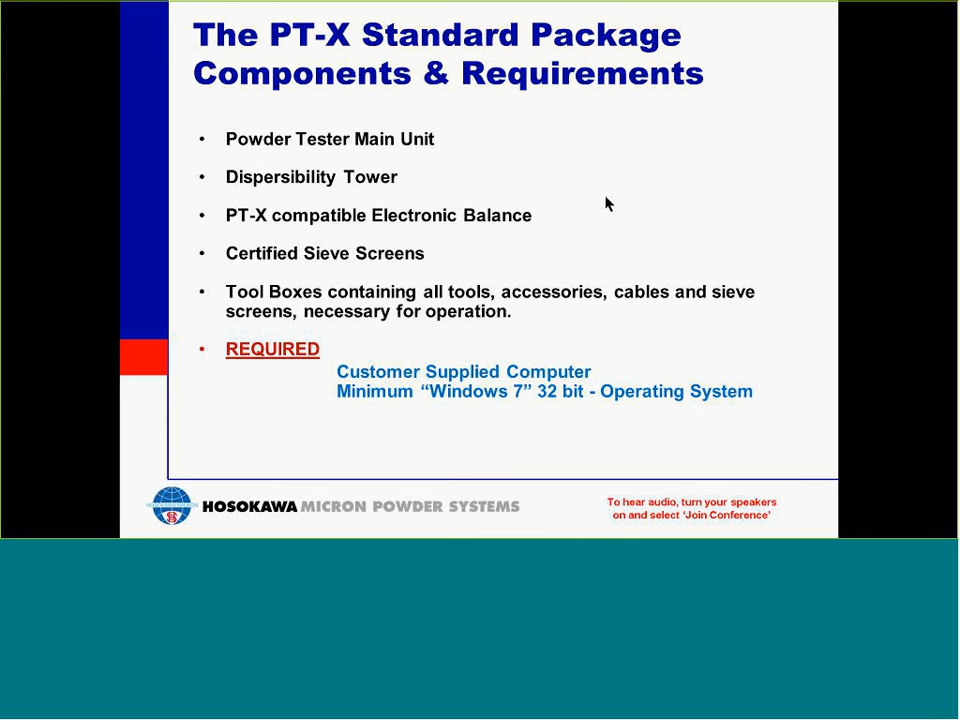 The PT-X Standard Package
Components & Requirements
• Powder Tester Main Unit
• Dispersibility Tower
• PT-X compatible Electronic Balance
• Certified Sieve Screens
• Tool Boxes containing all tools, accessories, cables and sieve
screens, necessary for operation.
• REQUIRED
Customer Supplied Computer
Minimum “Windows 7” 32 bit - Operating System
HOSOKAWA MICRON POWDER SYSTEMS
To hear audio, turn your speakers
on and select ‘Join Conference’